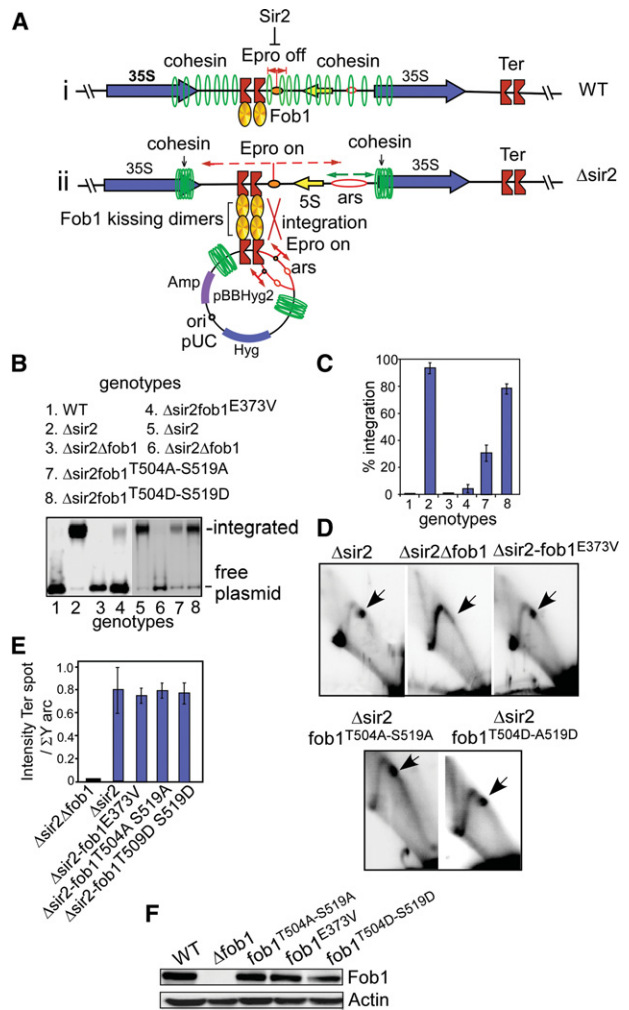 A
Sir2
Epro off
35S
cohesin
cohesin
35S
Ter
i
WT
Fob1
cohesin
Epro on
cohesin
35S
35S
Ter
ii
Δsir2
5S
ars
Fob1 kissing dimers
integration
Epro on
ars
Amp
pBBHyg2
ori
pUC
Hyg
B
genotypes
1. WT
2. Δsir2
3. Δsir2Δfob1
4. Δsir2fob1E373V
5. Δsir2
6. Δsir2Δfob1
7. Δsir2fob1T504A-S519A
8. Δsir2fob1T504D-S519D
-integrated
free
plasmid
1 2 3 4 5 6 7 8
genotypes
C
% integration
100
80
60
40
20
0
1 2 3 4 7 8
genotypes
D
Δsir2
Δsir2Δfob1
Δsir2-fob1E373V
Δsir2
fob1T504A-S519A
Δsir2
fob1T504D-A519D
E
Intensity Ter spot
/ ΣY arc
1.0
0.8
0.6
0.4
0.2
0
Δsir2Δfob1
Δsir2
Δsir2-fob1E373V
Δsir2-fob1T504A S519A
Δsir2-fob1T509D S519D
F
WT
Δfob1
fob1T504A-S519A
fob1E373V
fob1T504D-S519D
Fob1
Actin